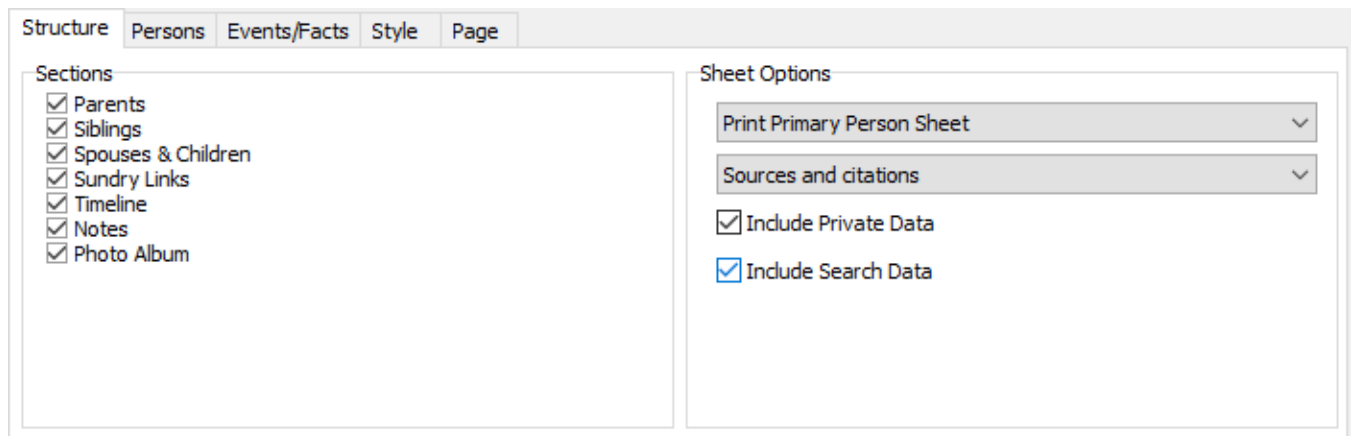 Structure Persons Events/Facts Style Page
Sections
Parents
Siblings
Spouses & Children
Sundry Links
Timeline
Notes
Photo Album
Sheet Options
Print Primary Person Sheet
Sources and citations
Include Private Data
Include Search Data